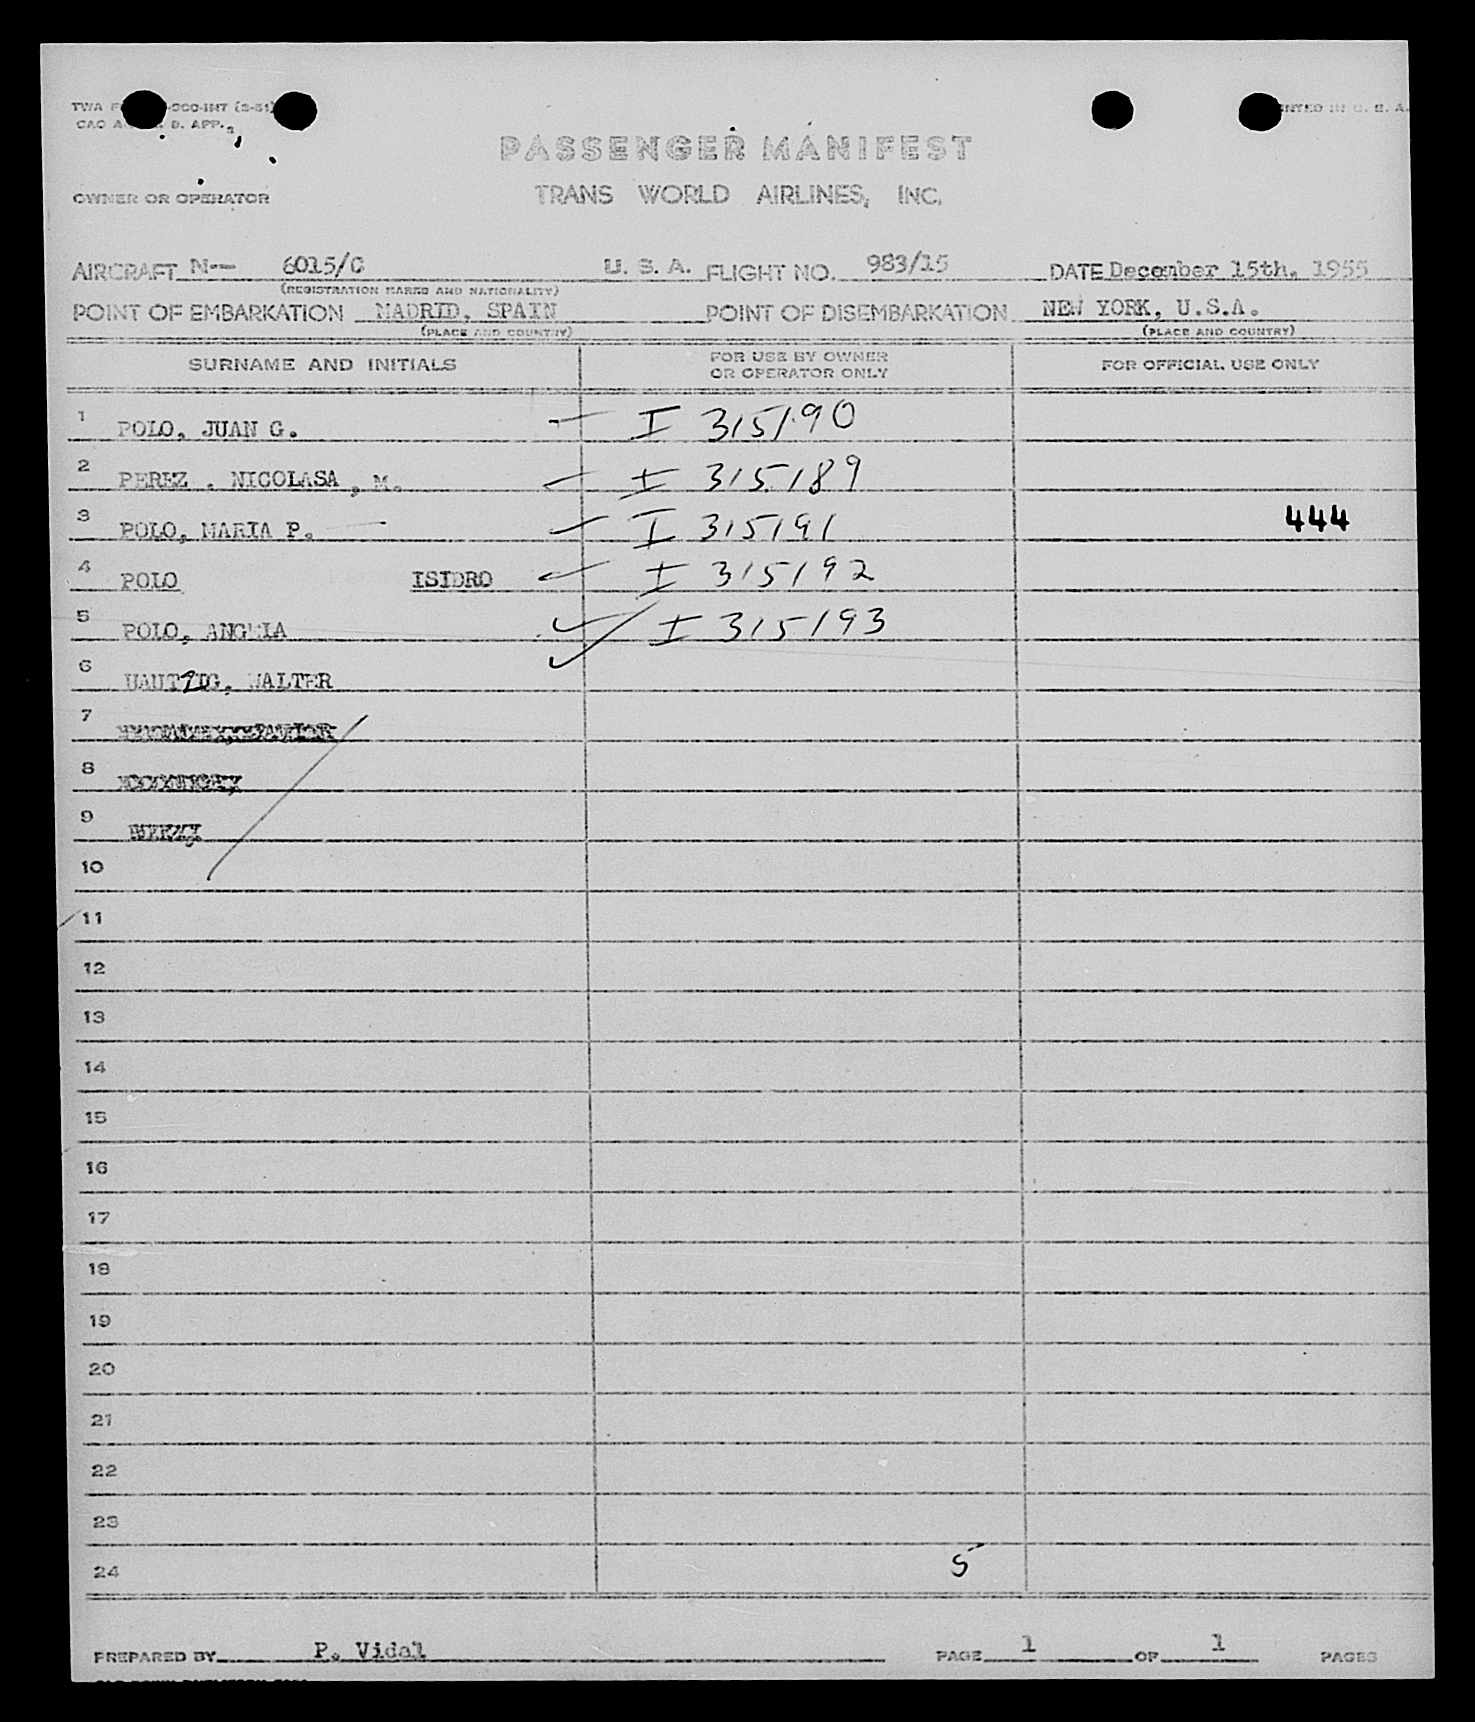 PASSENGER MANIFEST
TRANS WORLD AIRLINES, INC.
OWNER OR OPERATOR
AIRCRAFT N-- 6015/C U. S. A. FLIGHT NO. 983/15 DATE December 15th, 1955
(REGISTRATION MARKS AND NATIONALITY)
POINT OF EMBARKATION MADRID, SPAIN POINT OF DISEMBARKATION NEW YORK, U.S.A.
(PLACE AND COUNTRY) (PLACE AND COUNTRY)
SURNAME AND INITIALS FOR USE BY OWNER OR OPERATOR ONLY FOR OFFICIAL USE ONLY
1 POLO, JUAN G. I 315190
2 PEREZ . NICOLASA , M. I 315189
3 POLO, MARIA P. I 315191 444
4 POLO ISIDRO I 315192
5 POLO, ANGELA I 315193
6 WALTER
7
8
9
10
11
12
13
14
15
16
17
18
19
20
21
22
23
24 5
PREPARED BY P. Vidal PAGE 1 OF 1 PAGES